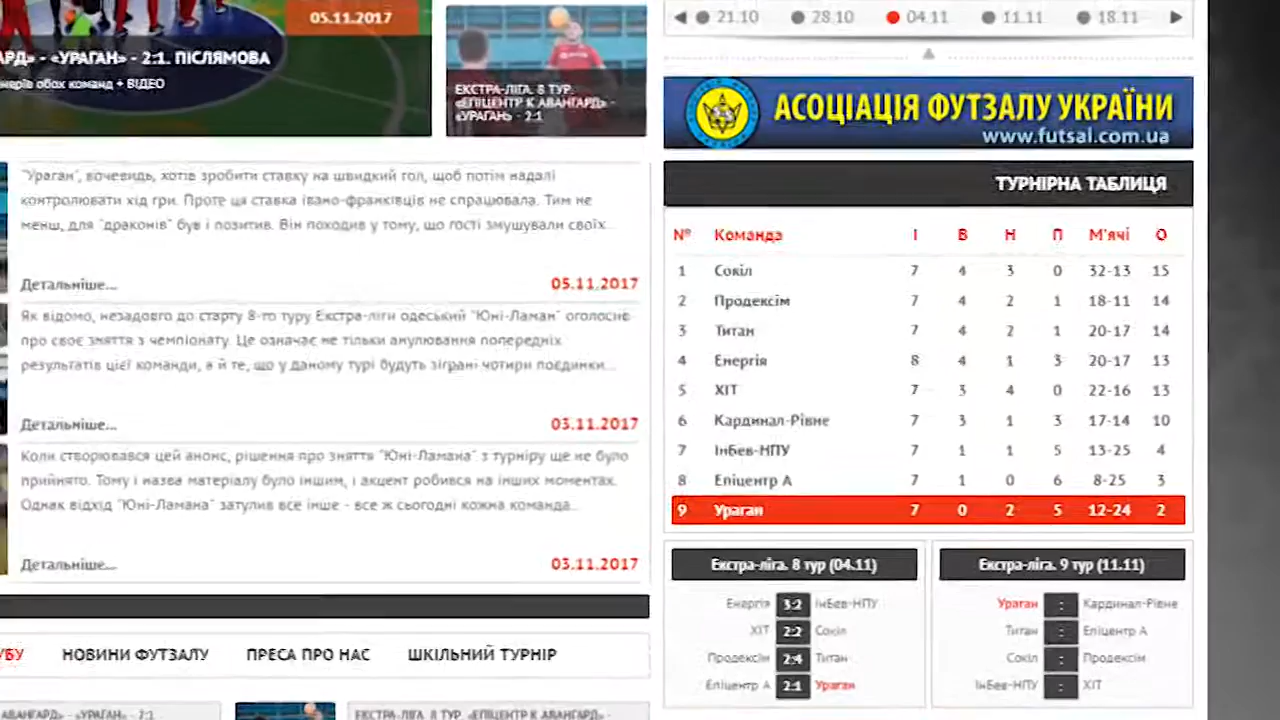 05.11.2017
АРД» - «УРАГАН» - 2:1. ПІСЛЯМОВА
нерів обох команд + ВІДЕО
ЕКСТРА-ЛІГА. 8 ТУР.
«ЕПІЦЕНТР К АВАНГАРД» -
«УРАГАН» - 2:1
21.10 28.10 04.11 11.11 18.11
АСОЦІАЦІЯ ФУТЗАЛУ УКРАЇНИ
www.futsal.com.ua
"Ураган", вочевидь, хотів зробити ставку на швидкий гол, щоб потім надалі
контролювати хід гри. Проте ця ставка івано-франківців не спрацювала. Тим не
менш, для "драконів" був і позитив. Він походив у тому, що гості змушували своїх...
Детальніше... 05.11.2017
Як відомо, незадовго до старту 8-го туру Екстра-ліги одеський "Юні-Ламан" оголосив
про своє зняття з чемпіонату. Це означає не тільки анулювання попередніх
результатів цієї команди, а й те, що у даному турі будуть зіграні чотири поєдинки...
Детальніше... 03.11.2017
Коли створювався цей анонс, рішення про зняття "Юні-Ламана" з турніру ще не було
прийнято. Тому і назва матеріалу було іншим, і акцент робився на інших моментах.
Однак відхід "Юні-Ламана" затулив все інше - все ж сьогодні кожна команда...
Детальніше... 03.11.2017
ТУРНІРНА ТАБЛИЦЯ
№ Команда І В Н П М'ячі О
1 Сокіл 7 4 3 0 32-13 15
2 Продексім 7 4 2 1 18-11 14
3 Титан 7 4 2 1 20-17 14
4 Енергія 8 4 1 3 20-17 13
5 ХІТ 7 3 4 0 22-16 13
6 Кардинал-Рівне 7 3 1 3 17-14 10
7 ІнБев-НПУ 7 1 1 5 13-25 4
8 Епіцентр А 7 1 0 6 8-25 3
9 Ураган 7 0 2 5 12-24 2
Екстра-ліга. 8 тур (04.11)
Енергія 3:2 ІнБев-НПУ
ХІТ 2:2 Сокіл
Продексім 2:4 Титан
Епіцентр А 2:1 Ураган
Екстра-ліга. 9 тур (11.11)
Ураган : Кардинал-Рівне
Титан : Епіцентр А
Сокіл : Продексім
ІнБев-НПУ : ХІТ
УБУ НОВИНИ ФУТЗАЛУ ПРЕСА ПРО НАС ШКІЛЬНИЙ ТУРНІР
АВАНГАРД» - «УРАГАН» - 2:1
ЕКСТРА-ЛІГА. 8 ТУР. «ЕПІЦЕНТР К АВАНГАРД» -